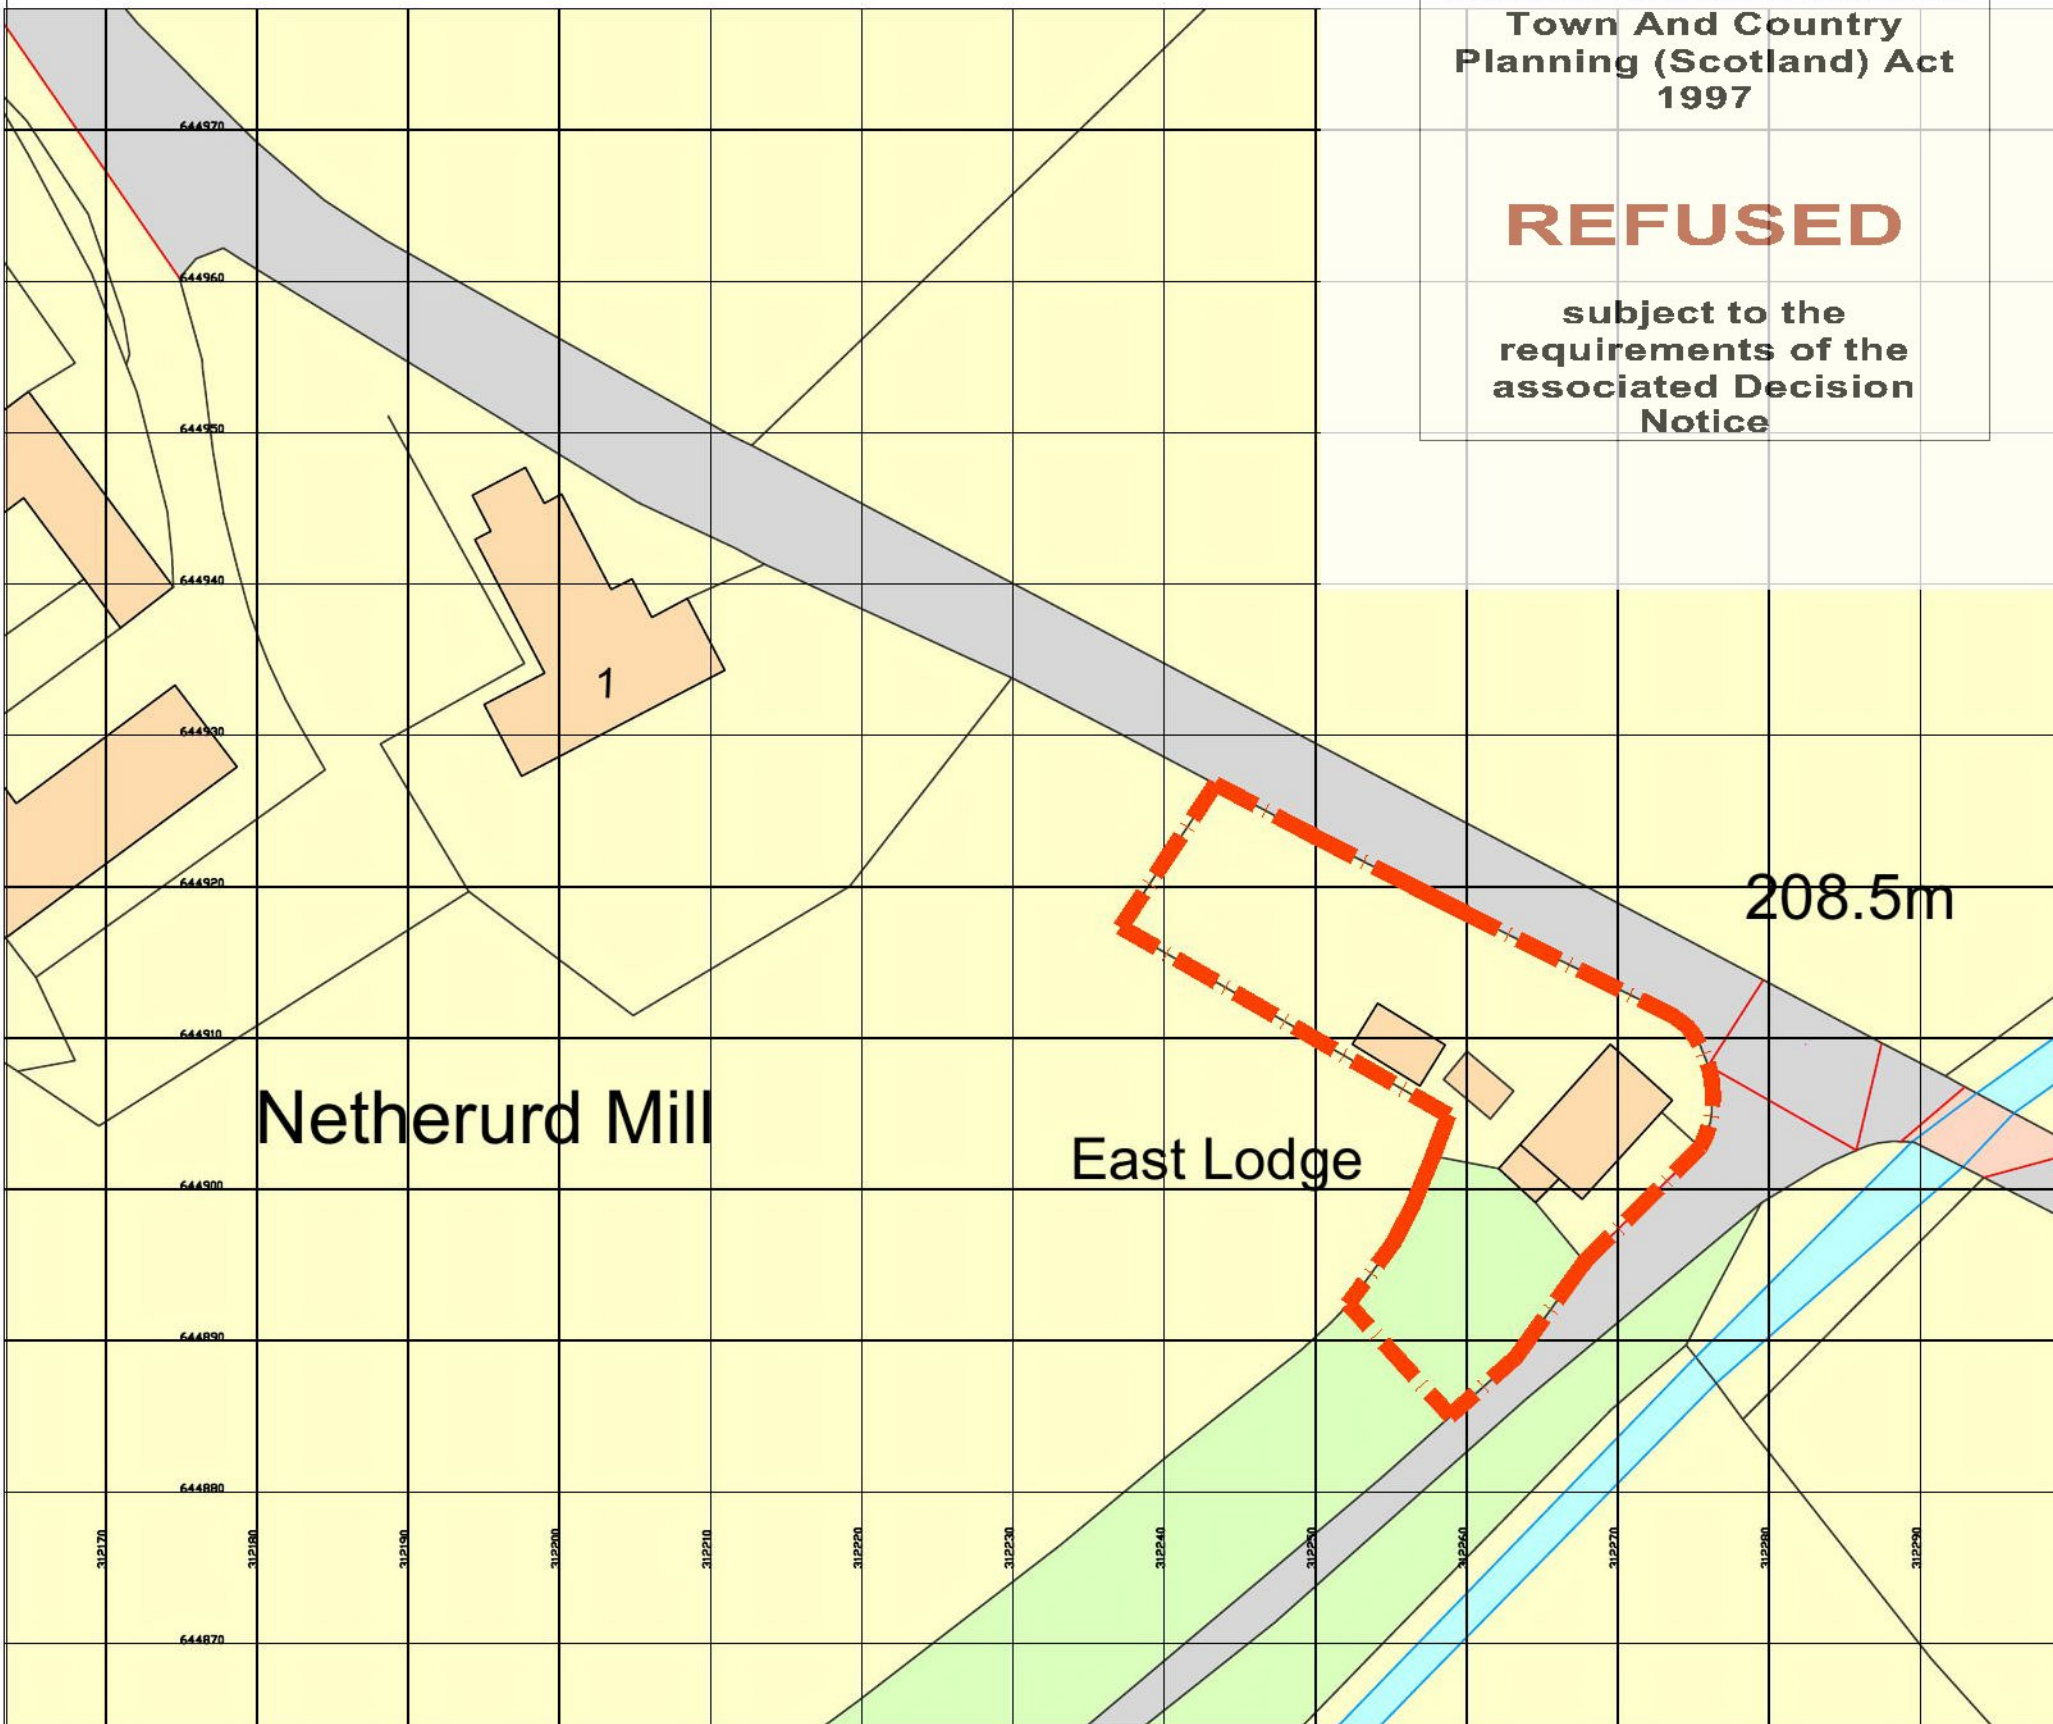 Town And Country
Planning (Scotland) Act
1997
REFUSED
subject to the
requirements of the
associated Decision
Notice
644970
644960
644950
644940
1
644930
644920
208.5m
644910
Netherurd Mill
East Lodge
644900
644890
644880
312170
312180
312190
312200
312210
312220
312230
312240
312250
312260
312270
312280
312290
644870